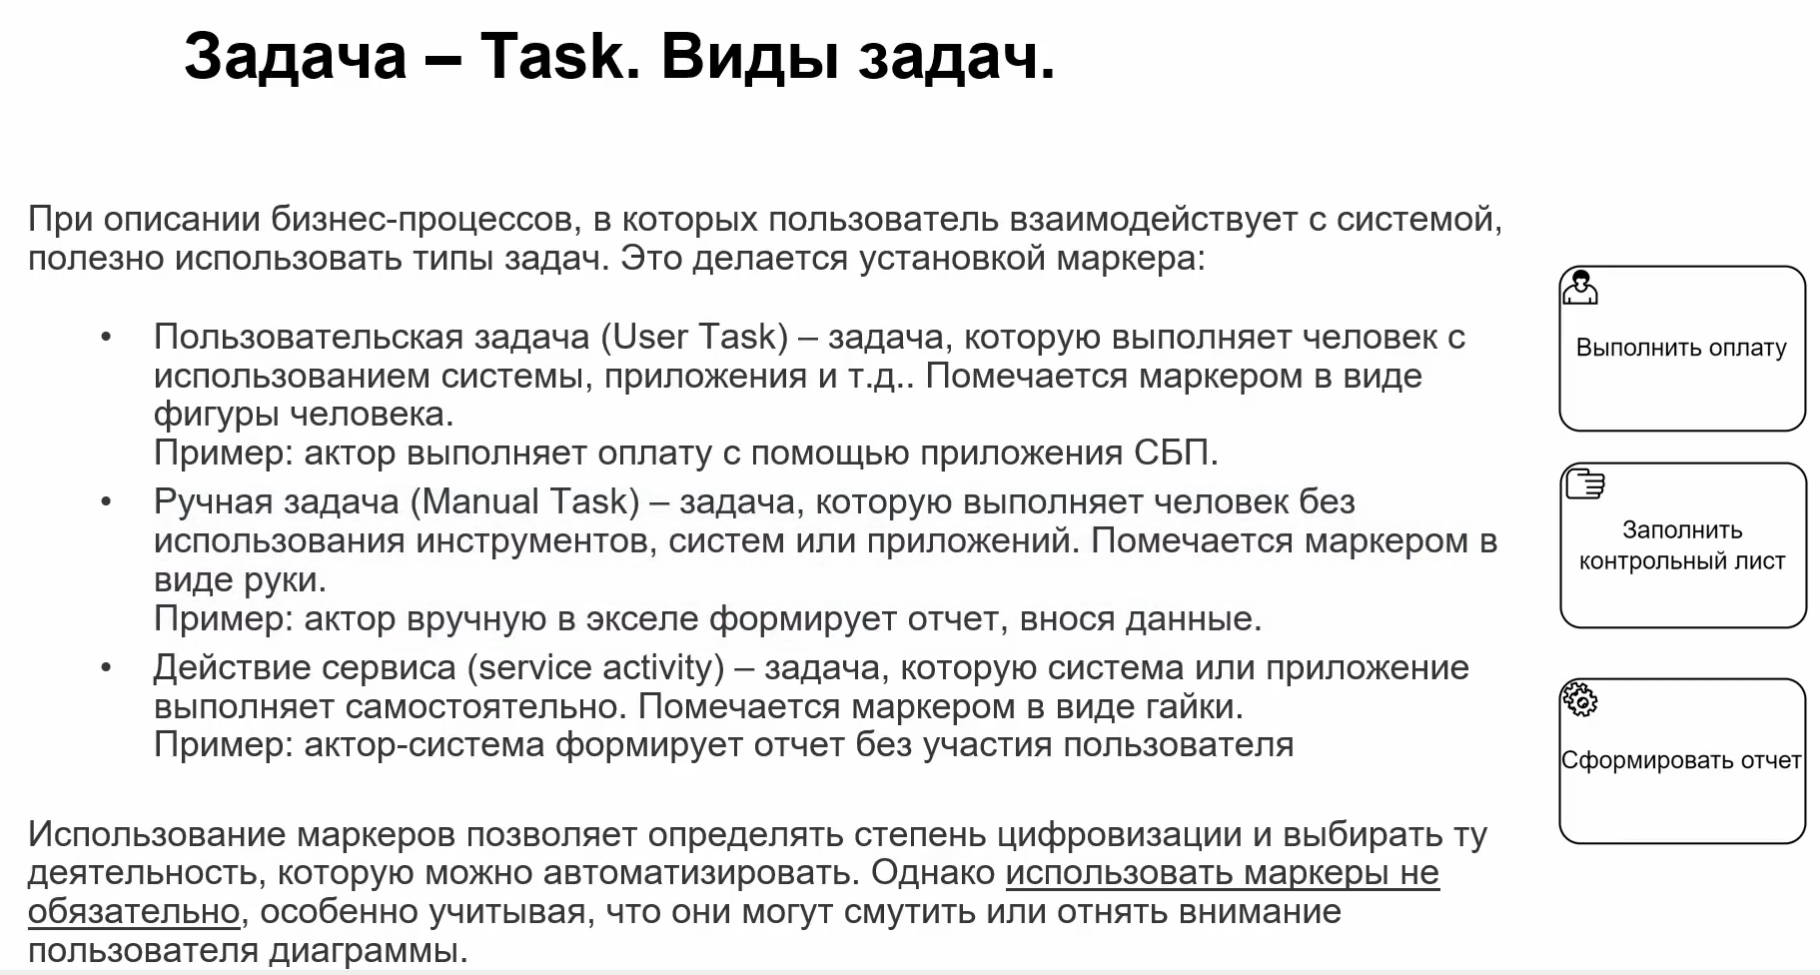 Задача – Task. Виды задач.
При описании бизнес-процессов, в которых пользователь взаимодействует с системой,
полезно использовать типы задач. Это делается установкой маркера:
• Пользовательская задача (User Task) – задача, которую выполняет человек с
использованием системы, приложения и т.д.. Помечается маркером в виде
фигуры человека.
Пример: актор выполняет оплату с помощью приложения СБП.
• Ручная задача (Manual Task) – задача, которую выполняет человек без
использования инструментов, систем или приложений. Помечается маркером в
виде руки.
Пример: актор вручную в экселе формирует отчет, внося данные.
• Действие сервиса (service activity) – задача, которую система или приложение
выполняет самостоятельно. Помечается маркером в виде гайки.
Пример: актор-система формирует отчет без участия пользователя
Использование маркеров позволяет определять степень цифровизации и выбирать ту
деятельность, которую можно автоматизировать. Однако использовать маркеры не
обязательно, особенно учитывая, что они могут смутить или отнять внимание
пользователя диаграммы.
Выполнить оплату
Заполнить
контрольный лист
Сформировать отчет